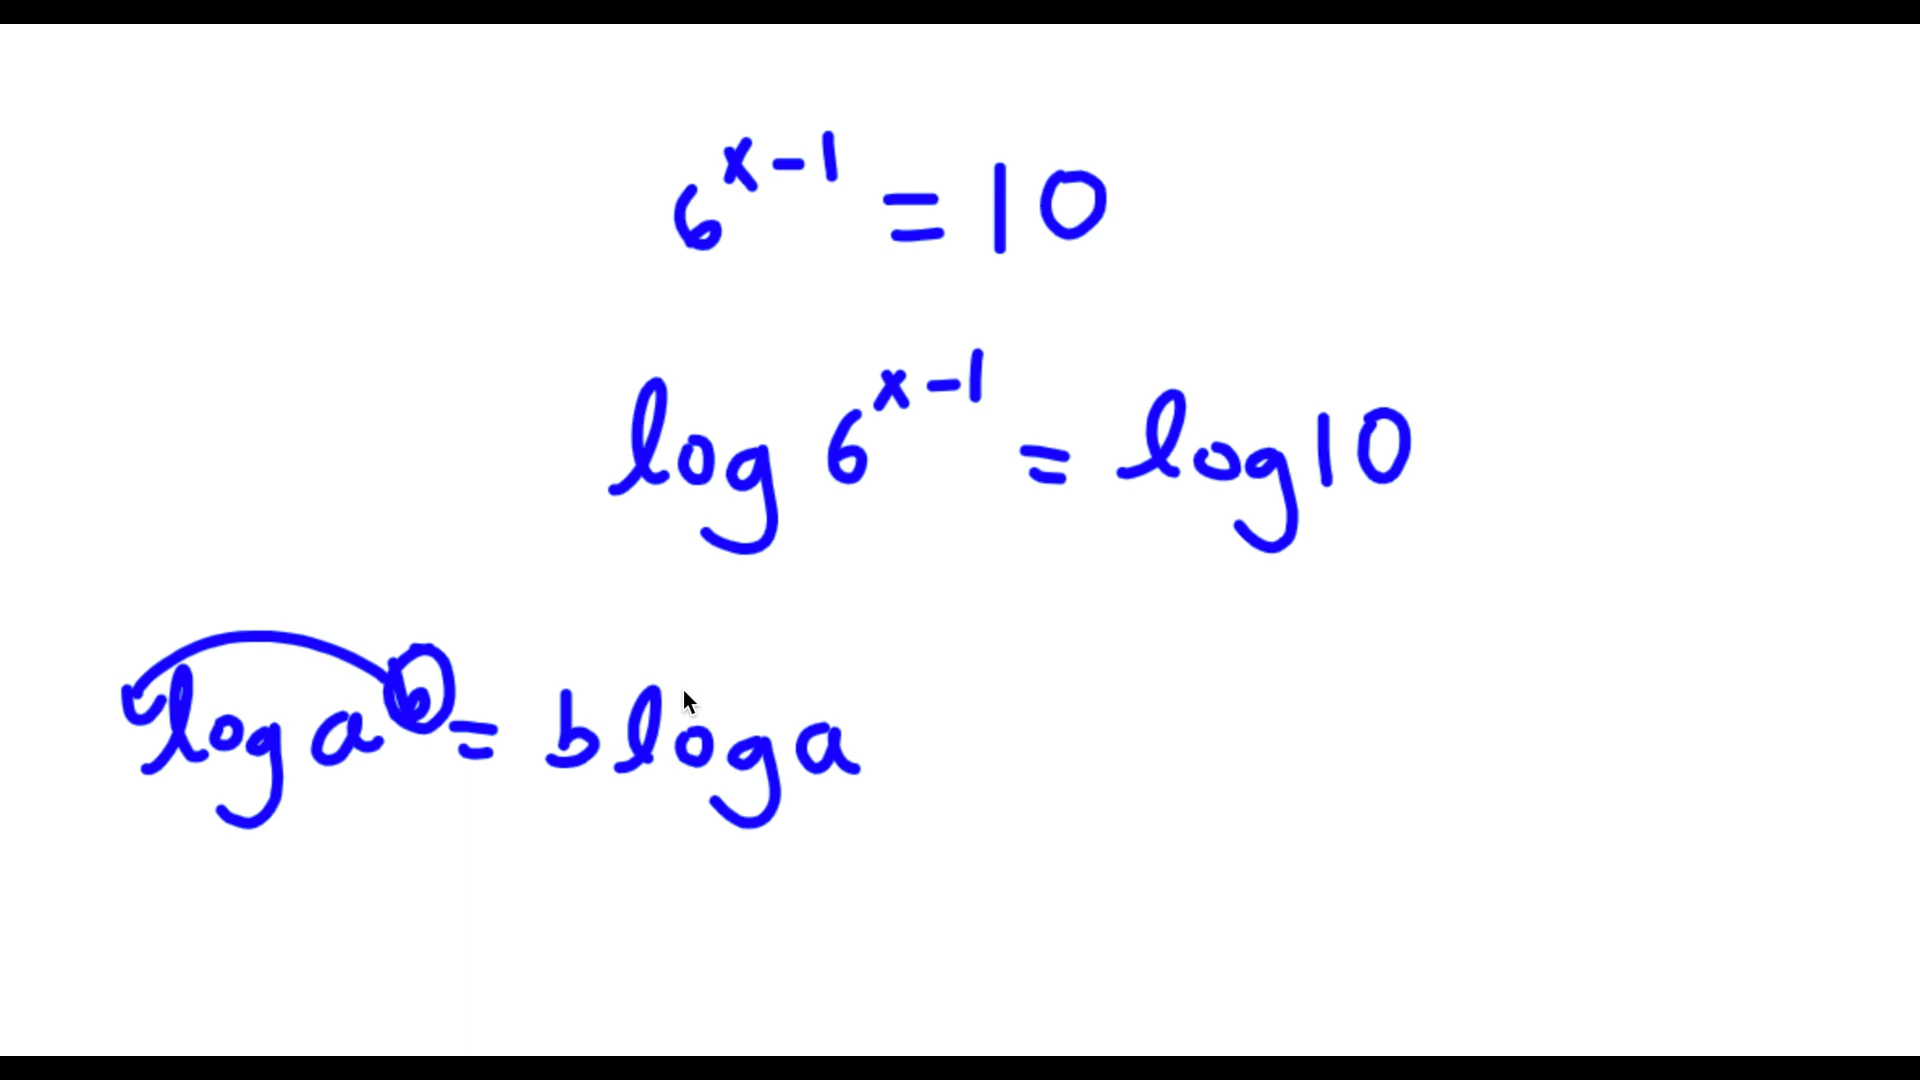 6^{x-1} = 10
log 6^{x-1} = log 10
log a^b = b log a